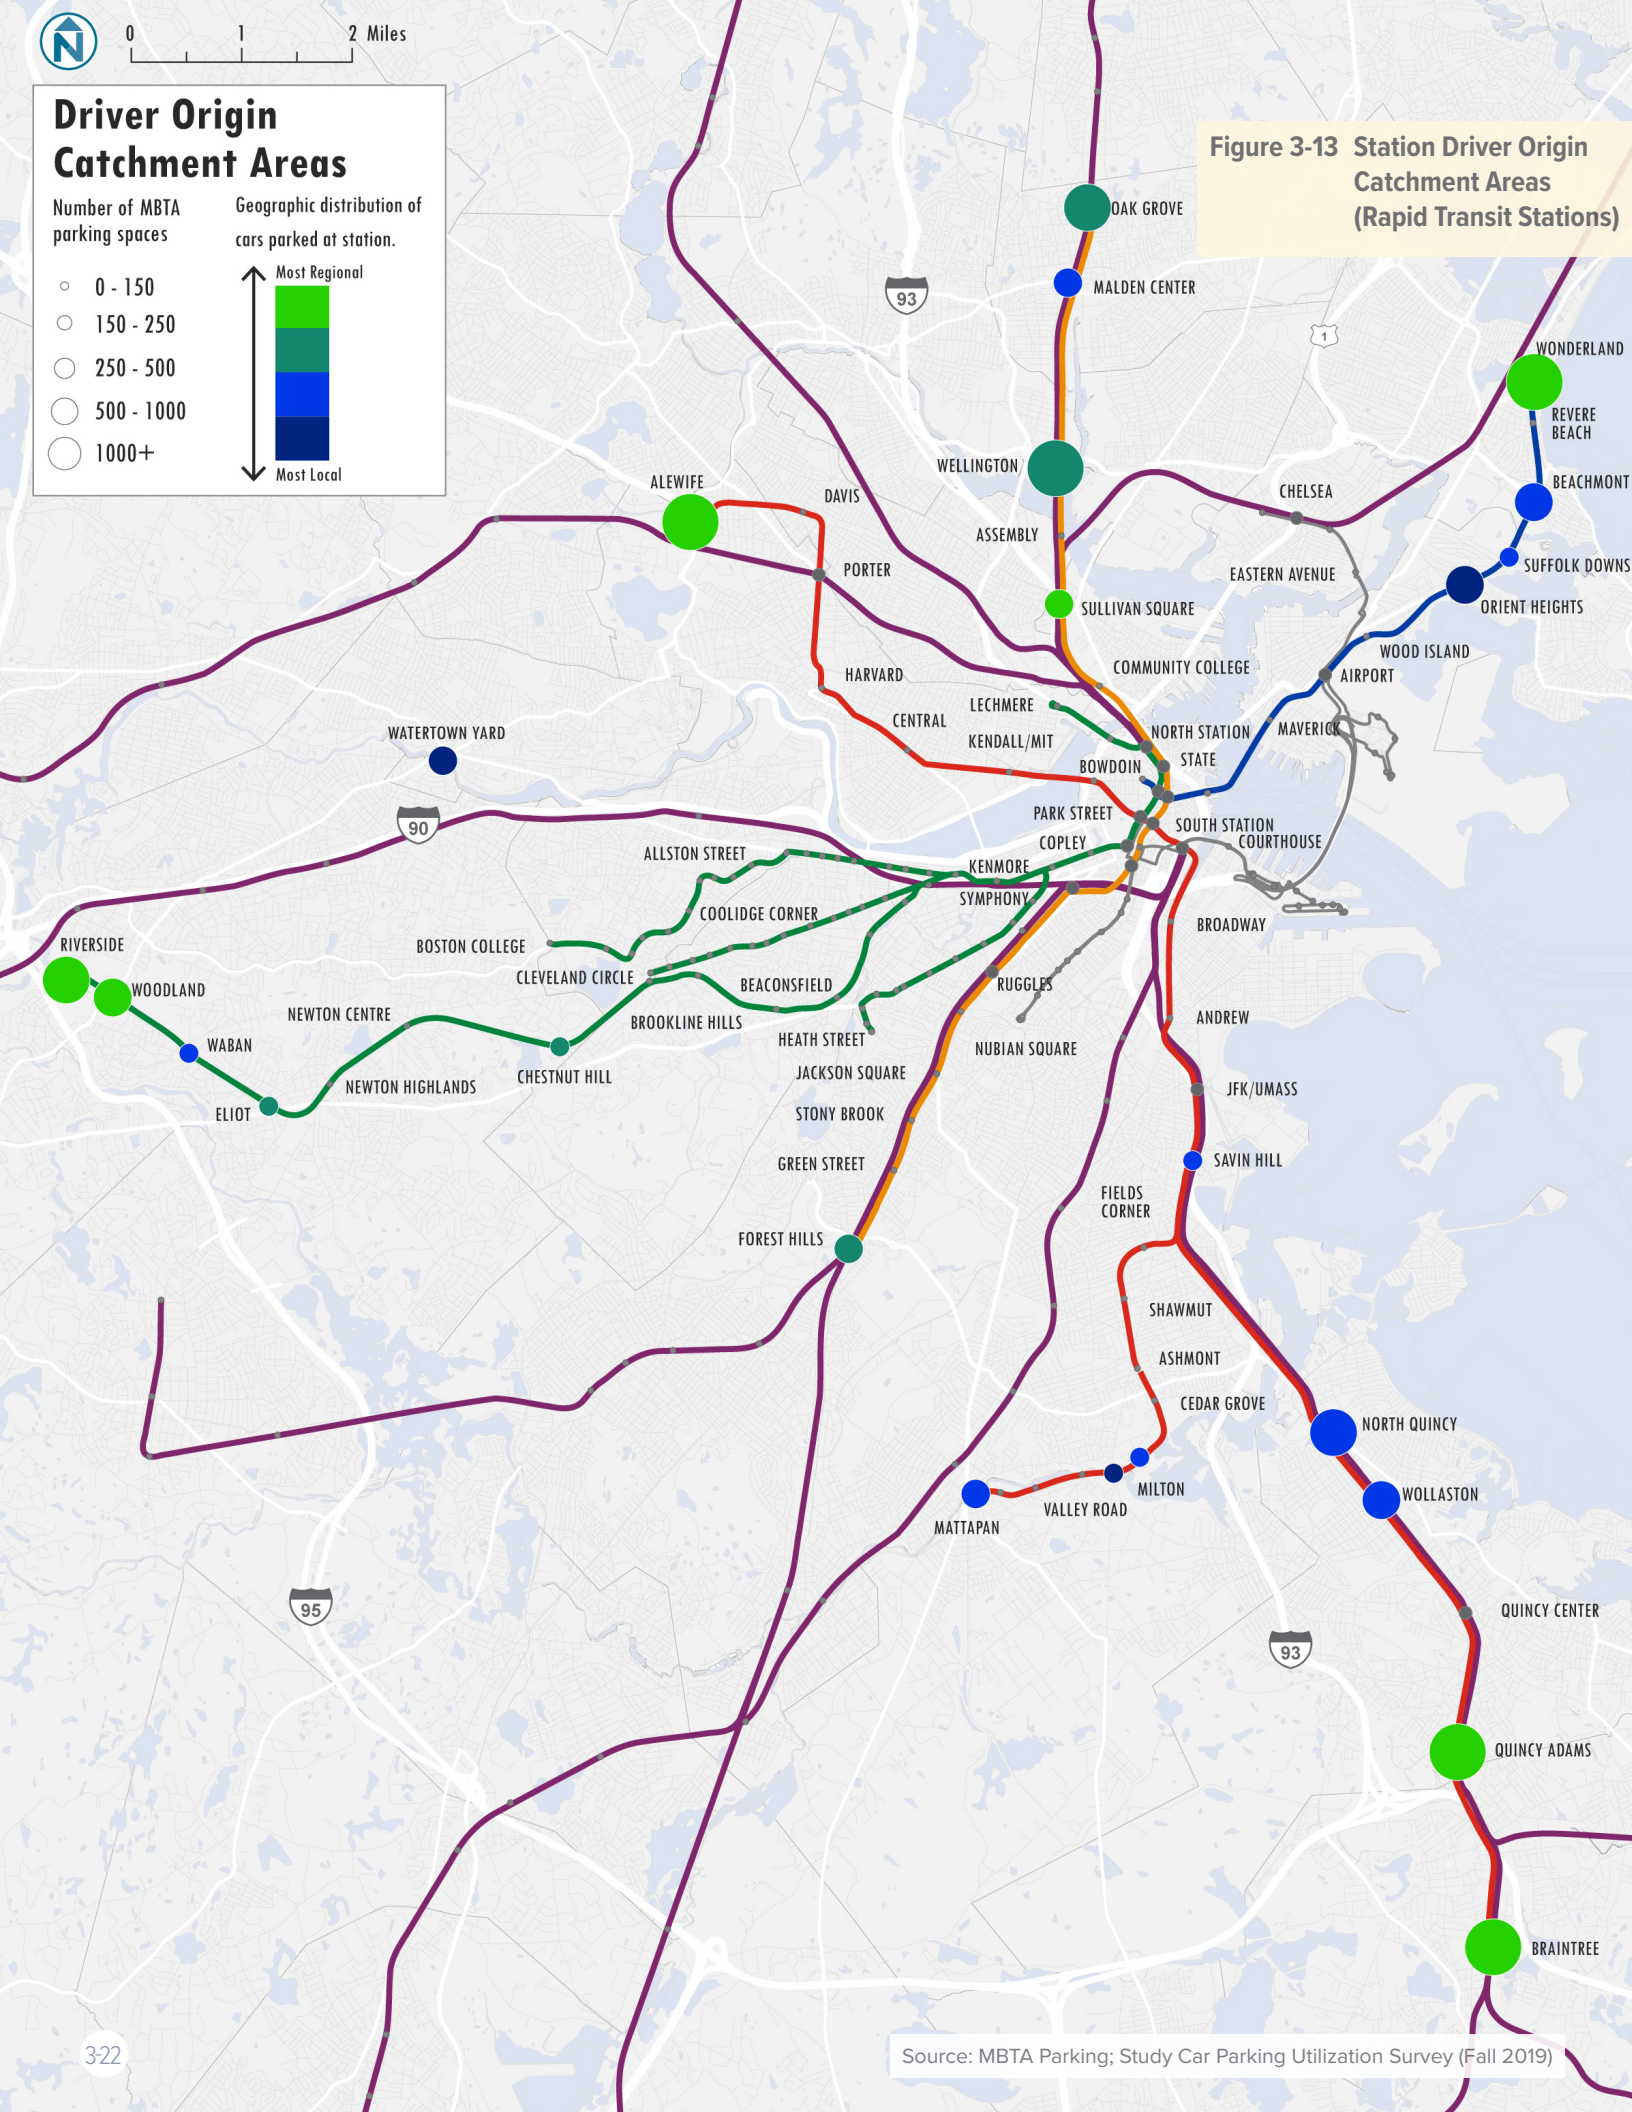 N
0 1 2 Miles
Driver Origin
Catchment Areas
Number of MBTA
parking spaces
0 - 150
150 - 250
250 - 500
500 - 1000
1000+
Geographic distribution of
cars parked at station.
Most Regional
Most Local
Figure 3-13 Station Driver Origin
Catchment Areas
(Rapid Transit Stations)
OAK GROVE
MALDEN CENTER
93
1
WONDERLAND
REVERE
BEACH
WELLINGTON
ALEWIFE
DAVIS
CHELSEA
BEACHMONT
ASSEMBLY
PORTER
EASTERN AVENUE
SUFFOLK DOWNS
SULLIVAN SQUARE
ORIENT HEIGHTS
WOOD ISLAND
COMMUNITY COLLEGE
HARVARD
AIRPORT
LECHMERE
CENTRAL
WATERTOWN YARD
NORTH STATION
MAVERICK
KENDALL/MIT
STATE
BOWDOIN
90
PARK STREET
SOUTH STATION
COPLEY
COURTHOUSE
ALLSTON STREET
KENMORE
SYMPHONY
COOLIDGE CORNER
BROADWAY
RIVERSIDE
BOSTON COLLEGE
CLEVELAND CIRCLE
BEACONSFIELD
RUGGLES
WOODLAND
NEWTON CENTRE
BROOKLINE HILLS
ANDREW
HEATH STREET
WABAN
NUBIAN SQUARE
CHESTNUT HILL
JACKSON SQUARE
NEWTON HIGHLANDS
JFK/UMASS
ELIOT
STONY BROOK
GREEN STREET
SAVIN HILL
FIELDS
CORNER
FOREST HILLS
SHAWMUT
ASHMONT
CEDAR GROVE
NORTH QUINCY
MILTON
WOLLASTON
VALLEY ROAD
MATTAPAN
95
QUINCY CENTER
93
QUINCY ADAMS
BRAINTREE
3-22
Source: MBTA Parking; Study Car Parking Utilization Survey (Fall 2019)